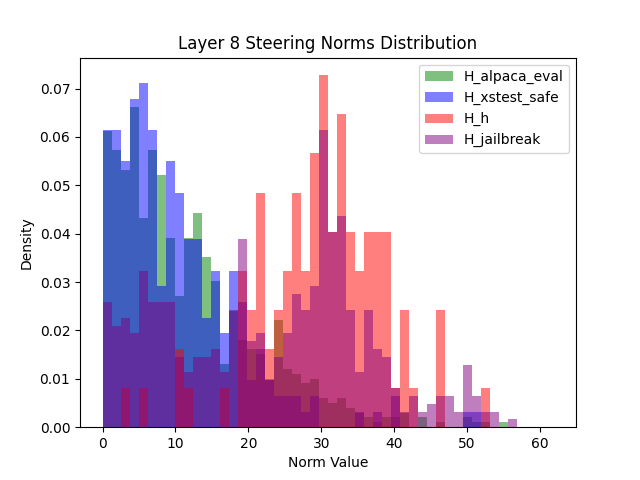 Layer 8 Steering Norms Distribution
H_alpaca_eval
H_xstest_safe
H_h
H_jailbreak
0.07
0.06
0.05
0.04
0.03
0.02
0.01
0.00
Density
0 10 20 30 40 50 60
Norm Value